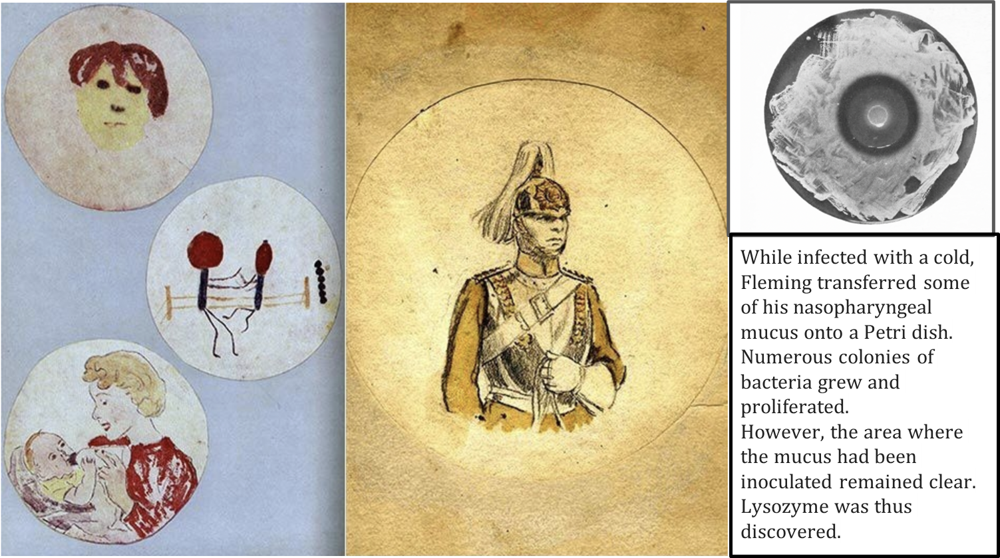 While infected with a cold,
Fleming transferred some
of his nasopharyngeal
mucus onto a Petri dish.
Numerous colonies of
bacteria grew and
proliferated.
However, the area where
the mucus had been
inoculated remained clear.
Lysozyme was thus
discovered.